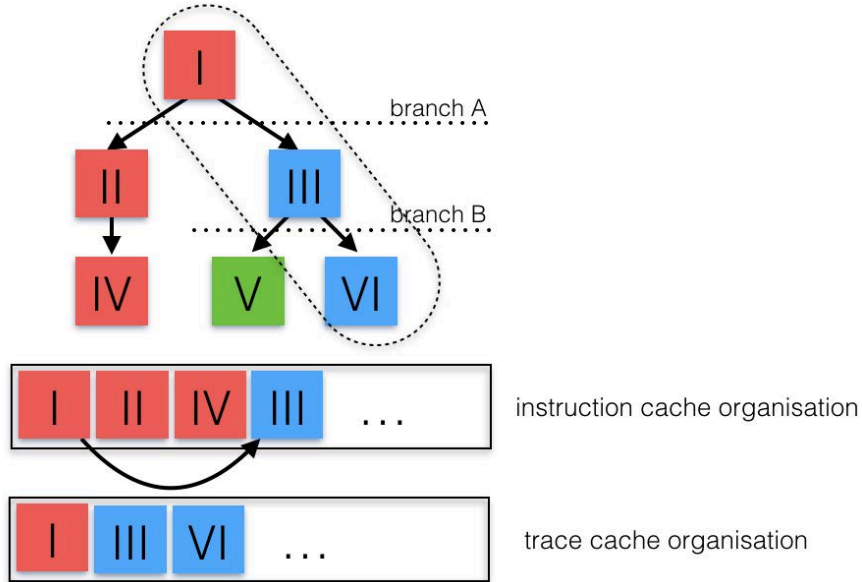 I
branch A
II III
branch B
IV V VI
I II IV III ... instruction cache organisation
I III VI ... trace cache organisation